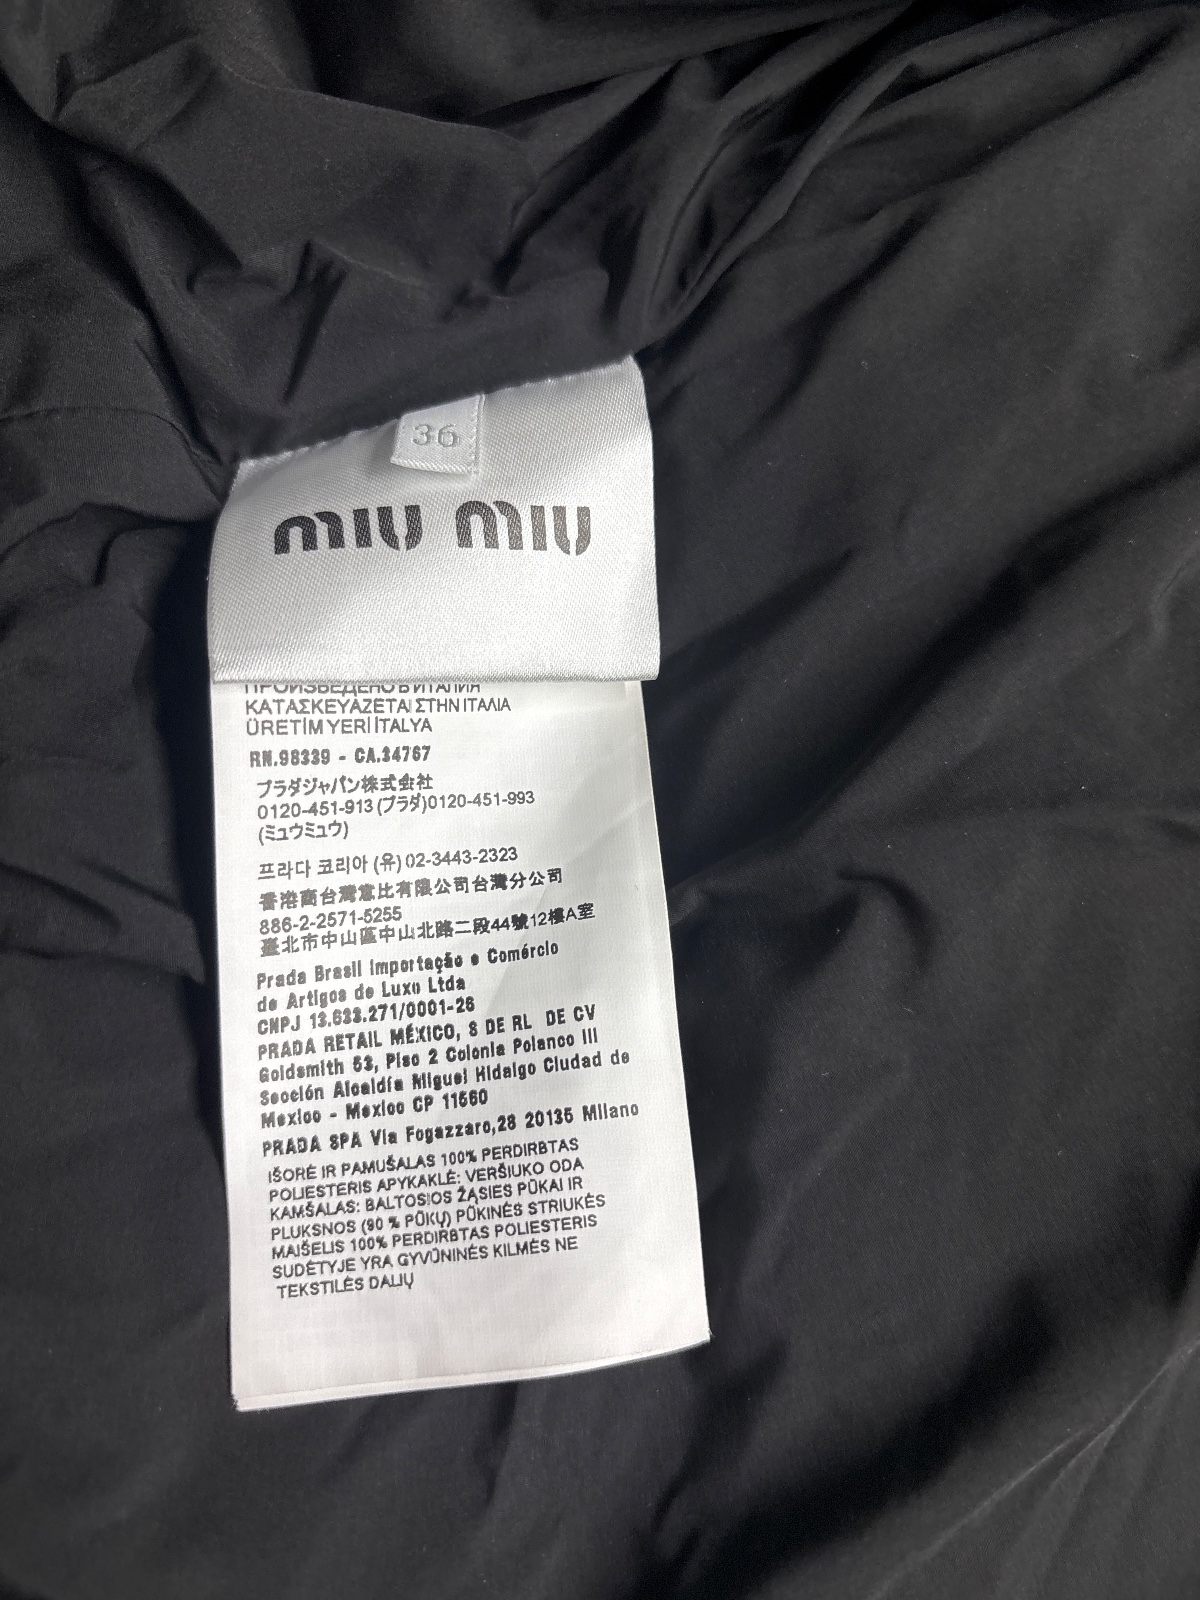 36
miu miu
ПРОИЗВЕДЕНО В ИТАЛИЯ
ΚΑΤΑΣΚΕΥΑΖΕΤΑΙ ΣΤΗΝ ΙΤΑΛΙΑ
ÜRETİM YERİ İTALYA
RN.98339 - CA.34767
プラダジャパン株式会社
0120-451-913 (プラダ)0120-451-993
(ミュウミュウ)
프라다 코리아 (유) 02-3443-2323
香港商台灣意比有限公司台灣分公司
886-2-2571-5255
臺北市中山區中山北路二段44號12樓A室
Prada Brasil Importação e Comércio
de Artigos de Luxo Ltda
CNPJ 13.633.271/0001-26
PRADA RETAIL MÉXICO, S DE RL DE CV
Goldsmith 53, Piso 2 Colonia Polanco III
Sección Alcaldía Miguel Hidalgo Ciudad de
Mexico - Mexico CP 11560
PRADA SPA Via Fogazzaro,28 20135 Milano
IŠORĖ IR PAMUŠALAS 100% PERDIRBTAS
POLIESTERIS APYKAKLĖ: VERŠIUKO ODA
KAMŠALAS: BALTOSIOS ŽĄSIES PŪKAI IR
PLUKSNOS (90 % PŪKŲ) PŪKINĖS STRIUKĖS
MAIŠELIS 100% PERDIRBTAS POLIESTERIS
SUDĖTYJE YRA GYVŪNINĖS KILMĖS NE
TEKSTILĖS DALIŲ